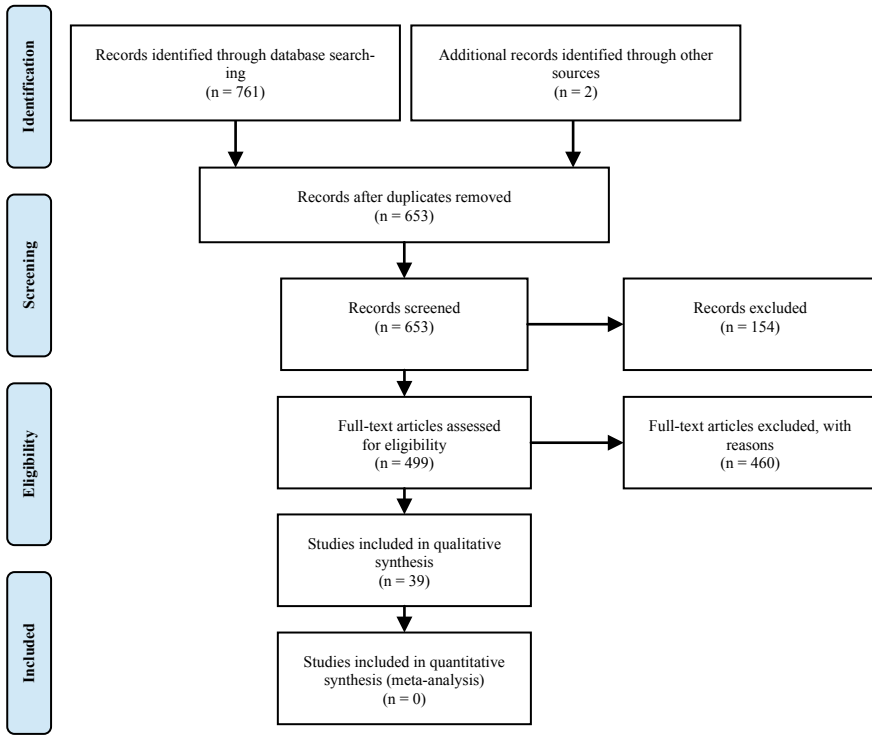 Identification
Records identified through database search-
ing
(n = 761)
Additional records identified through other
sources
(n = 2)
Records after duplicates removed
(n = 653)
Screening
Records screened
(n = 653)
Records excluded
(n = 154)
Eligibility
Full-text articles assessed
for eligibility
(n = 499)
Full-text articles excluded, with
reasons
(n = 460)
Studies included in qualitative
synthesis
(n = 39)
Included
Studies included in quantitative
synthesis (meta-analysis)
(n = 0)